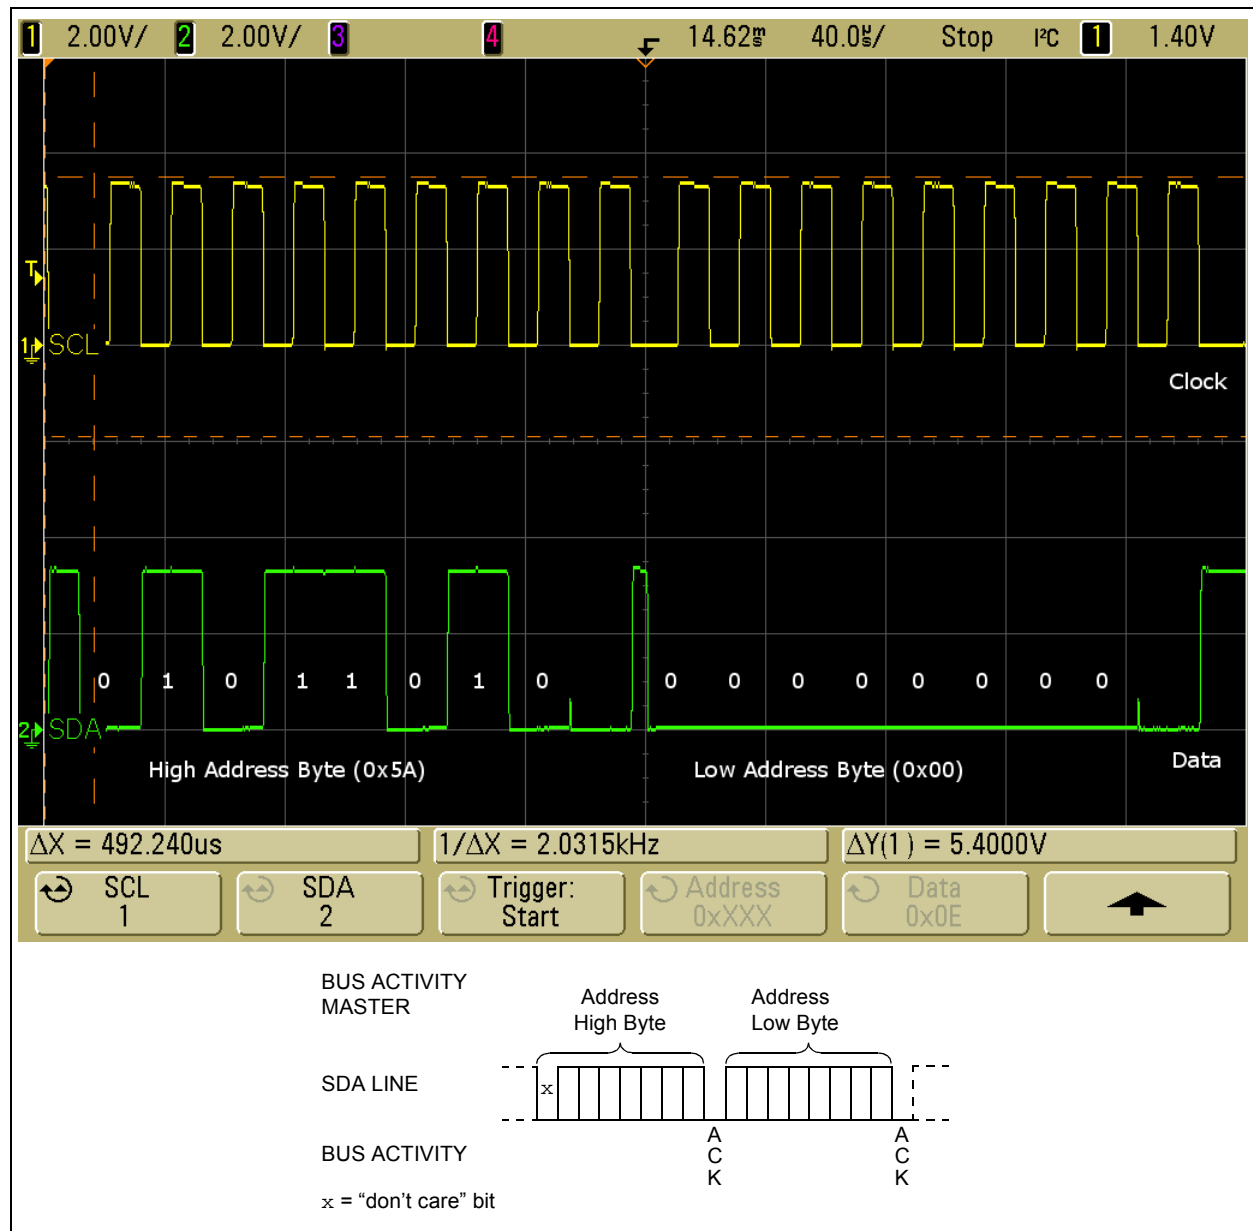 1 2.00V/ 2 2.00V/ 3 4 14.62ms 40.0µs/ Stop I²C 1 1.40V
T
1 SCL
Clock
0 1 0 1 1 0 1 0 0 0 0 0 0 0 0 0
2 SDA
High Address Byte (0x5A) Low Address Byte (0x00) Data
ΔX = 492.240us 1/ΔX = 2.0315kHz ΔY(1) = 5.4000V
SCL SDA Trigger: Address Data
1 2 Start 0xXXX 0x0E
BUS ACTIVITY
MASTER
Address
High Byte
Address
Low Byte
SDA LINE
x
BUS ACTIVITY
ACK
ACK
x = “don’t care” bit